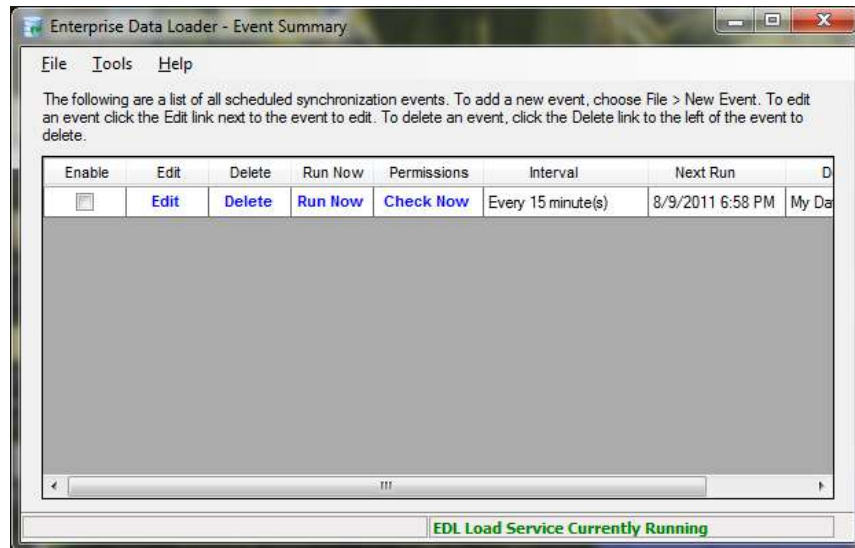 Enterprise Data Loader - Event Summary
File Tools Help
The following are a list of all scheduled synchronization events. To add a new event, choose File > New Event. To edit
an event click the Edit link next to the event to edit. To delete an event, click the Delete link to the left of the event to
delete.
Enable Edit Delete Run Now Permissions Interval Next Run D
Edit Delete Run Now Check Now Every 15 minute(s) 8/9/2011 6:58 PM My Da
EDL Load Service Currently Running